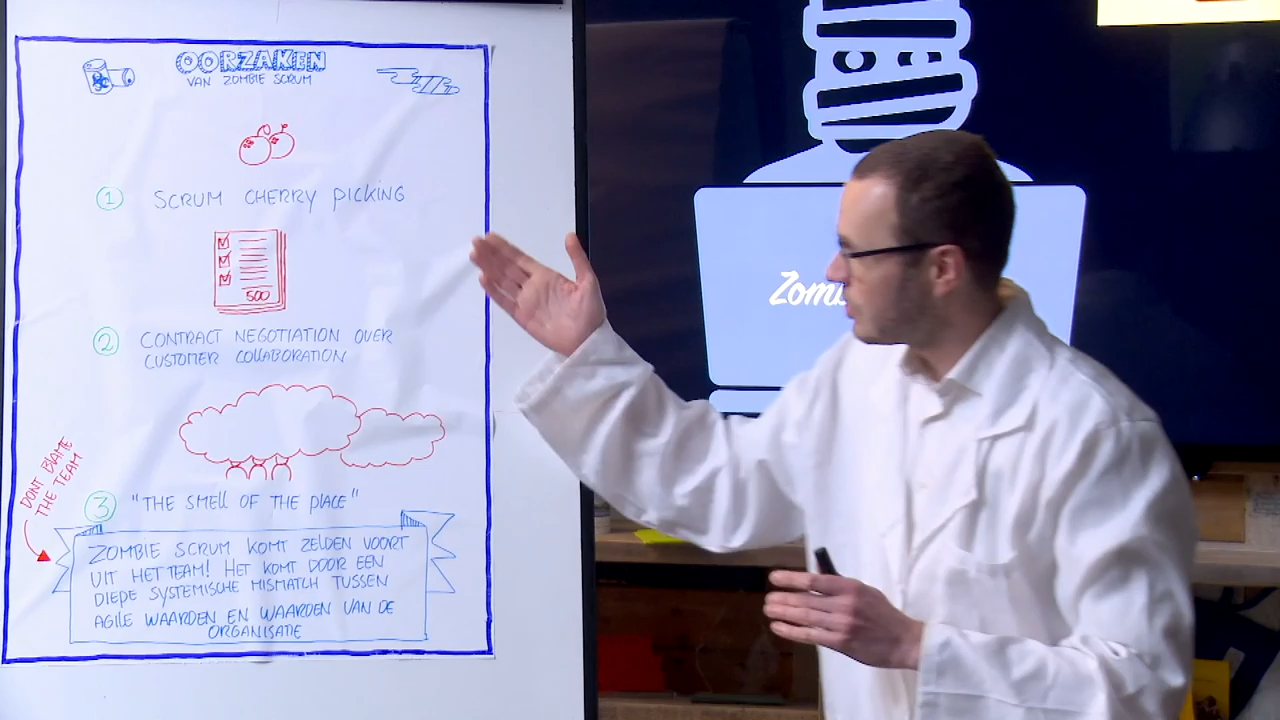 OORZAKEN
VAN ZOMBIE SCRUM
1 SCRUM CHERRY PICKING
500
2 CONTRACT NEGOTIATION OVER
CUSTOMER COLLABORATION
DONT BLAME
THE TEAM
3 "THE SMELL OF THE PLACE"
ZOMBIE SCRUM KOMT ZELDEN VOORT
UIT HET TEAM! HET KOMT DOOR EEN
DIEPE SYSTEMISCHE MISMATCH TUSSEN
AGILE WAARDEN EN WAARDEN VAN DE
ORGANISATIE